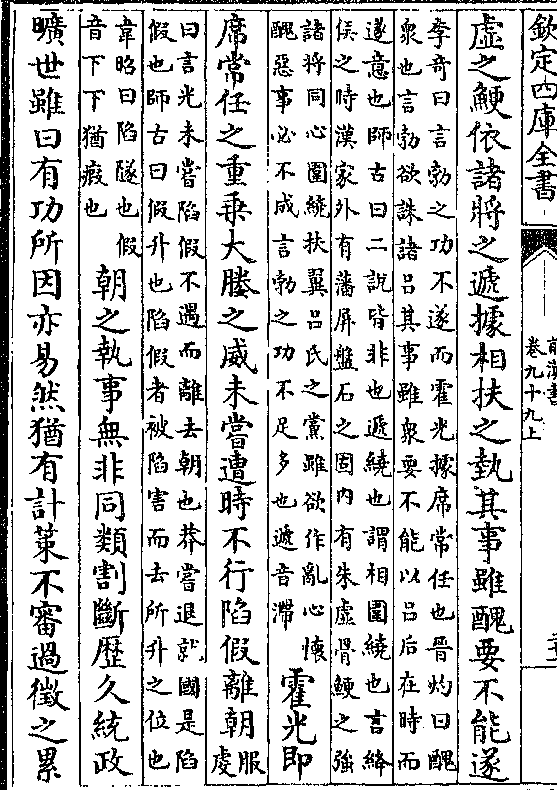 欽定四庫全書
前漢書
卷九十九上
虛之鯁依諸將之遞據相扶之埶其事雖醜要不能遂
李竒曰言勃之功不遂而霍光據席常任也晉灼曰醜
衆也言勃欲誅諸呂其事雖衆要不能以呂后在時而
遂意也師古曰二說皆非也遞繞也謂相圍繞也言絳
侯之時漢家外有藩屏盤石之固内有朱虛骨鯁之強
諸將同心圍繞扶翼呂氏之黨雖欲作亂心懷
醜惡事必不成言勃之功不足多也遞音滯
霍光即
席常任之重乘大勝之威未嘗遭時不行陷假離朝
服虔
曰言光未嘗陷假不遇而離去朝也莽嘗退就國是陷
假也師古曰假升也陷假者被陷害而去所升之位也
韋昭曰陷隧也假
音下下猶瑕也
朝之執事無非同類割斷歴久統政
曠世雖曰有功所因亦易然猶有計策不審過徵之累